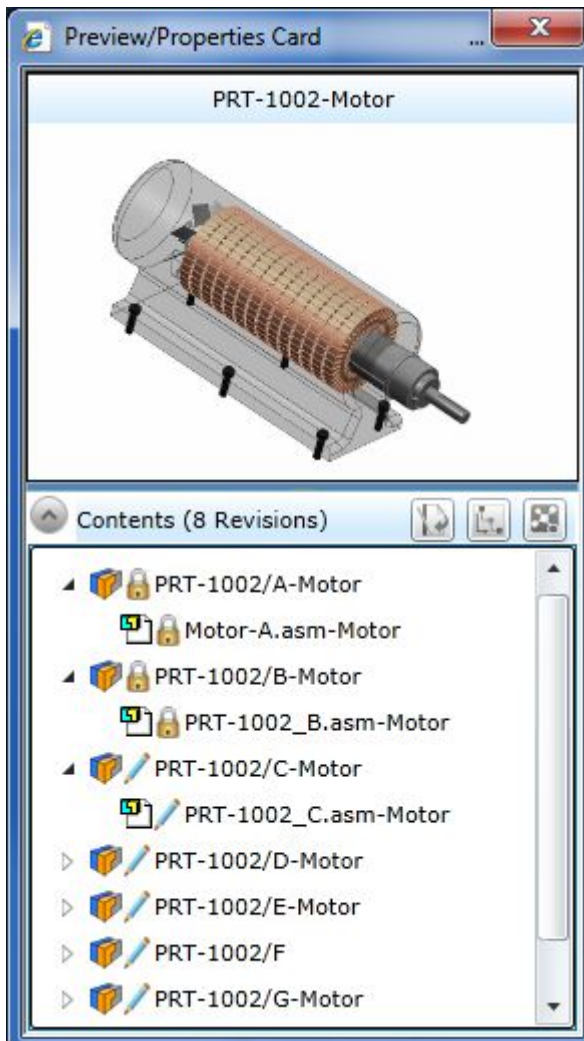 Preview/Properties Card ...
PRT-1002-Motor
Contents (8 Revisions)
PRT-1002/A-Motor
Motor-A.asm-Motor
PRT-1002/B-Motor
PRT-1002_B.asm-Motor
PRT-1002/C-Motor
PRT-1002_C.asm-Motor
PRT-1002/D-Motor
PRT-1002/E-Motor
PRT-1002/F
PRT-1002/G-Motor